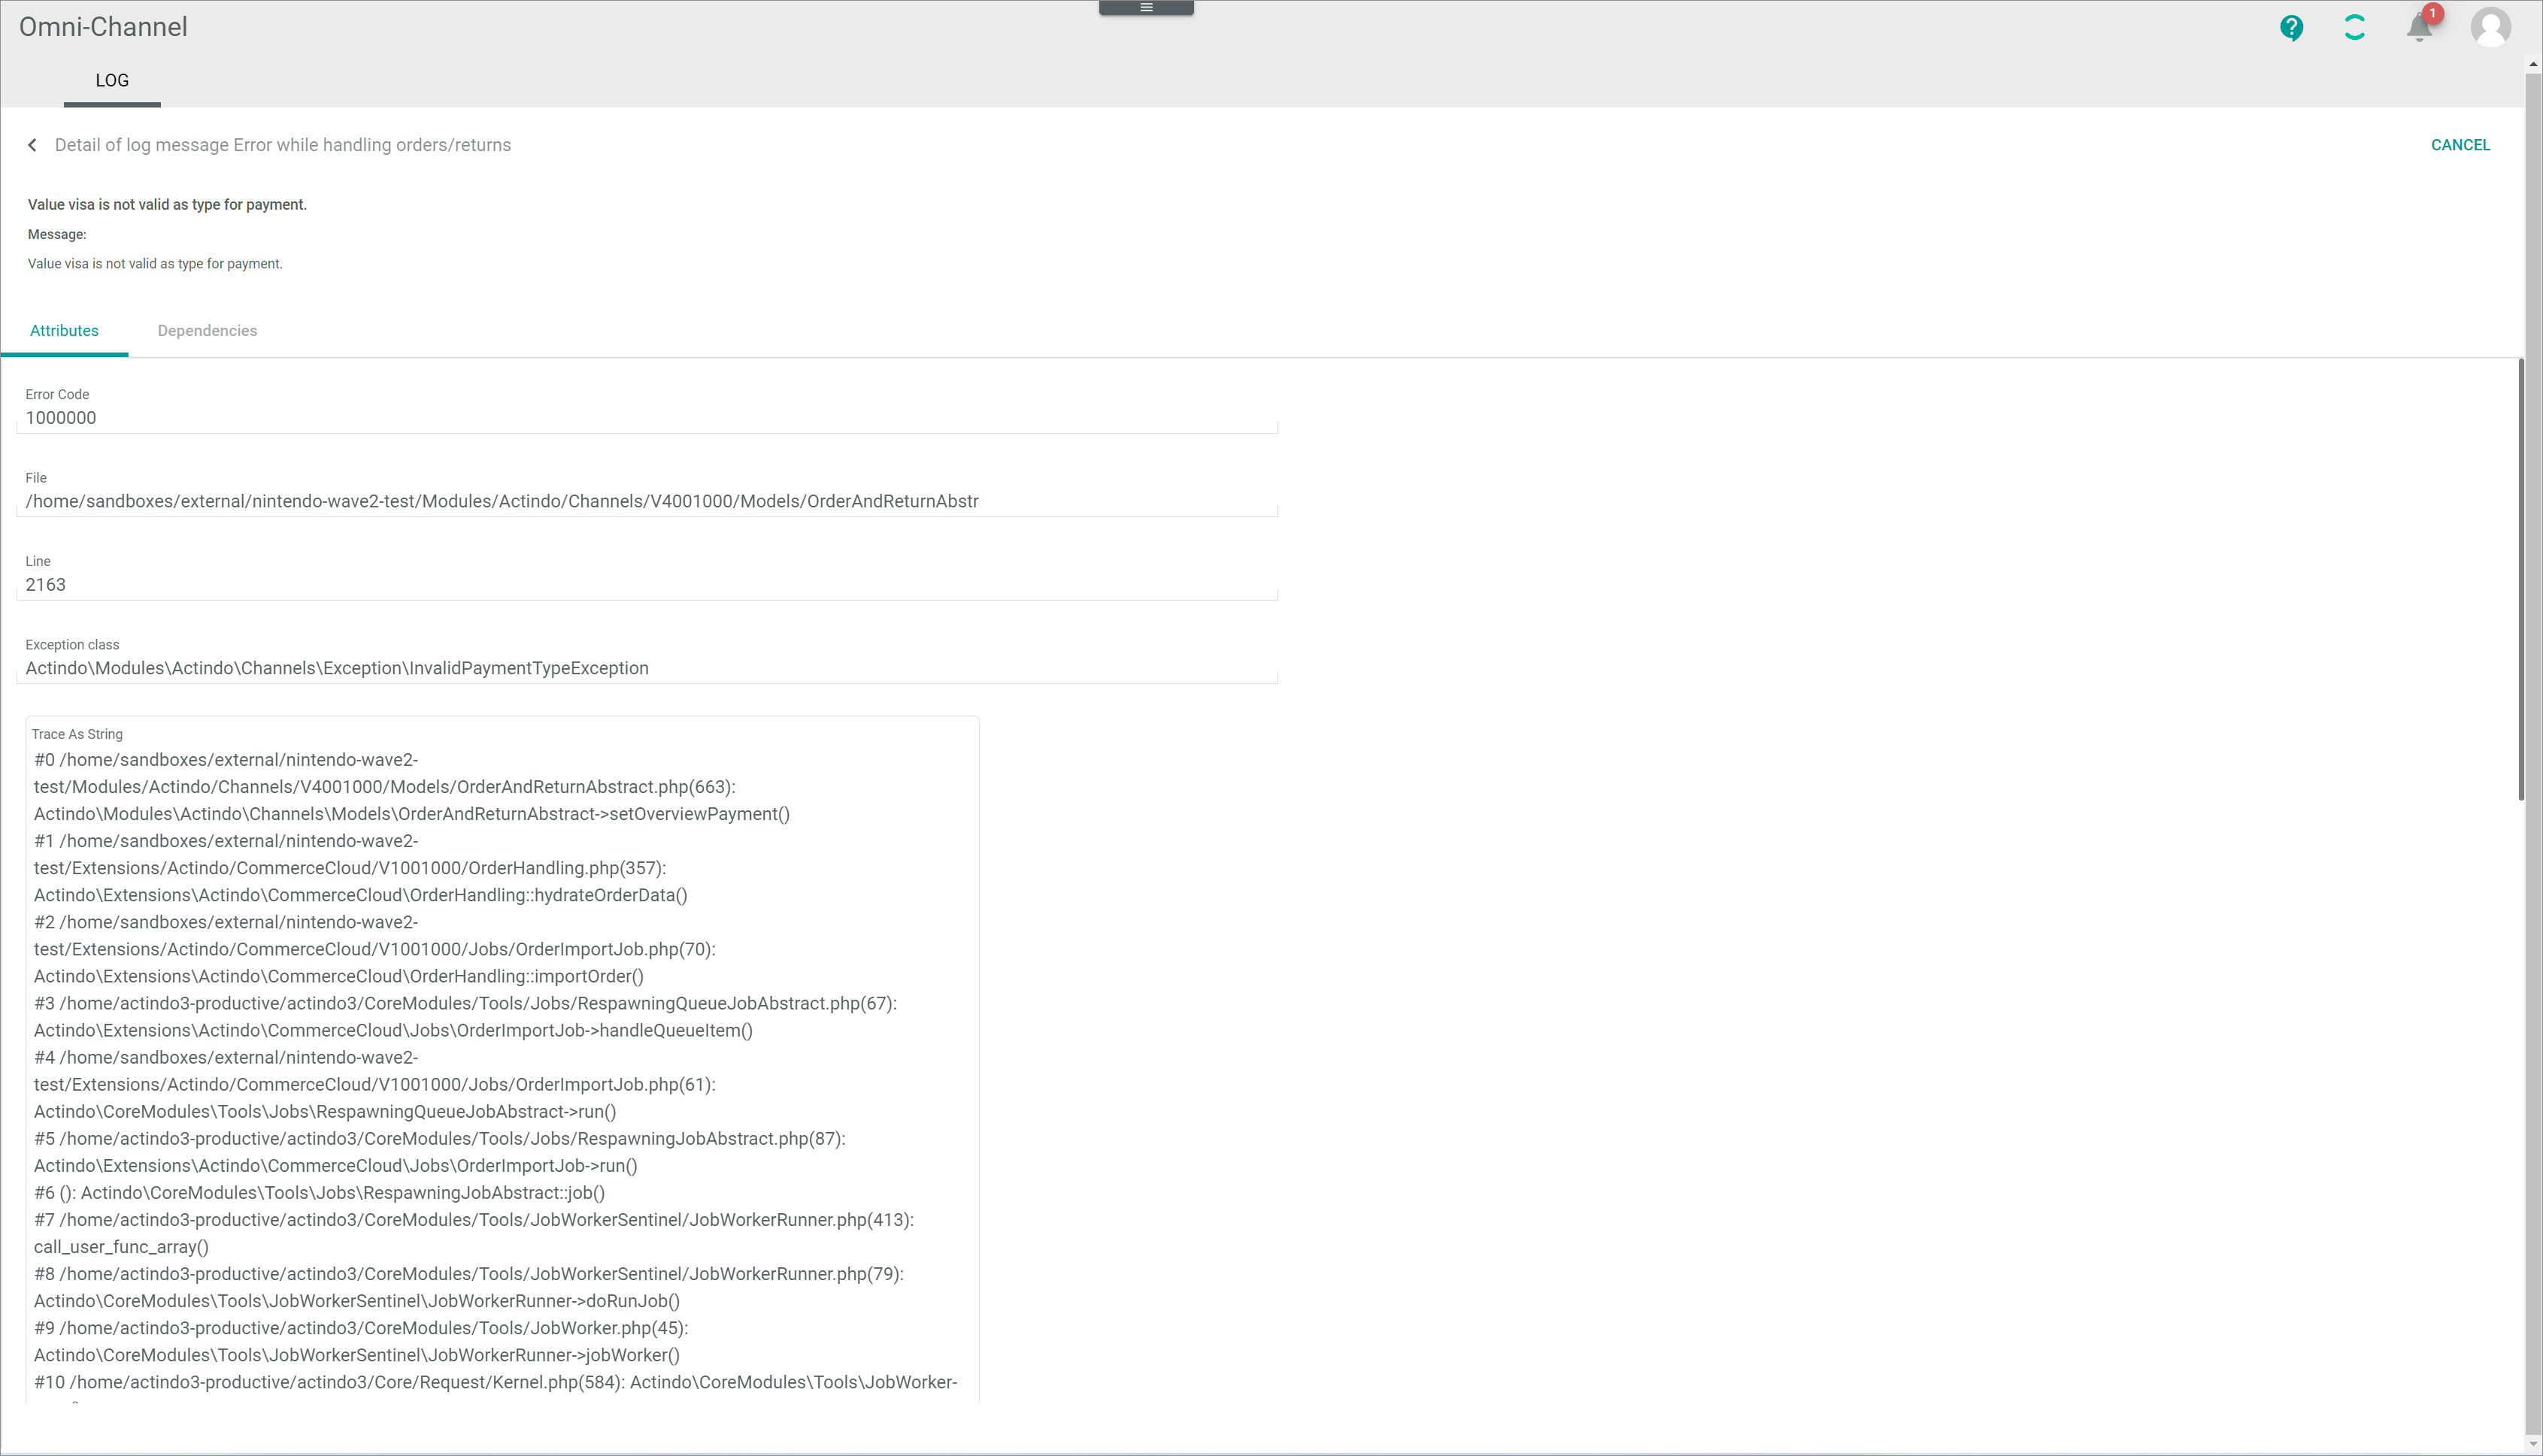 Omni-Channel
1
LOG
Detail of log message Error while handling orders/returns
CANCEL
Value visa is not valid as type for payment.
Message:
Value visa is not valid as type for payment.
Attributes
Dependencies
Error Code
1000000
File
/home/sandboxes/external/nintendo-wave2-test/Modules/Actindo/Channels/V4001000/Models/OrderAndReturnAbstr
Line
2163
Exception class
Actindo\Modules\Actindo\Channels\Exception\InvalidPaymentTypeException
Trace As String
#0 /home/sandboxes/external/nintendo-wave2-
test/Modules/Actindo/Channels/V4001000/Models/OrderAndReturnAbstract.php(663):
Actindo\Modules\Actindo\Channels\Models\OrderAndReturnAbstract->setOverviewPayment()
#1 /home/sandboxes/external/nintendo-wave2-
test/Extensions/Actindo/CommerceCloud/V1001000/OrderHandling.php(357):
Actindo\Extensions\Actindo\CommerceCloud\OrderHandling::hydrateOrderData()
#2 /home/sandboxes/external/nintendo-wave2-
test/Extensions/Actindo/CommerceCloud/V1001000/Jobs/OrderImportJob.php(70):
Actindo\Extensions\Actindo\CommerceCloud\OrderHandling::importOrder()
#3 /home/actindo3-productive/actindo3/CoreModules/Tools/Jobs/RespawningQueueJobAbstract.php(67):
Actindo\Extensions\Actindo\CommerceCloud\Jobs\OrderImportJob->handleQueueItem()
#4 /home/sandboxes/external/nintendo-wave2-
test/Extensions/Actindo/CommerceCloud/V1001000/Jobs/OrderImportJob.php(61):
Actindo\CoreModules\Tools\Jobs\RespawningQueueJobAbstract->run()
#5 /home/actindo3-productive/actindo3/CoreModules/Tools/Jobs/RespawningJobAbstract.php(87):
Actindo\Extensions\Actindo\CommerceCloud\Jobs\OrderImportJob->run()
#6 (): Actindo\CoreModules\Tools\Jobs\RespawningJobAbstract::job()
#7 /home/actindo3-productive/actindo3/CoreModules/Tools/JobWorkerSentinel/JobWorkerRunner.php(413):
call_user_func_array()
#8 /home/actindo3-productive/actindo3/CoreModules/Tools/JobWorkerSentinel/JobWorkerRunner.php(79):
Actindo\CoreModules\Tools\JobWorkerSentinel\JobWorkerRunner->doRunJob()
#9 /home/actindo3-productive/actindo3/CoreModules/Tools/JobWorker.php(45):
Actindo\CoreModules\Tools\JobWorkerSentinel\JobWorkerRunner->jobWorker()
#10 /home/actindo3-productive/actindo3/Core/Request/Kernel.php(584): Actindo\CoreModules\Tools\JobWorker-